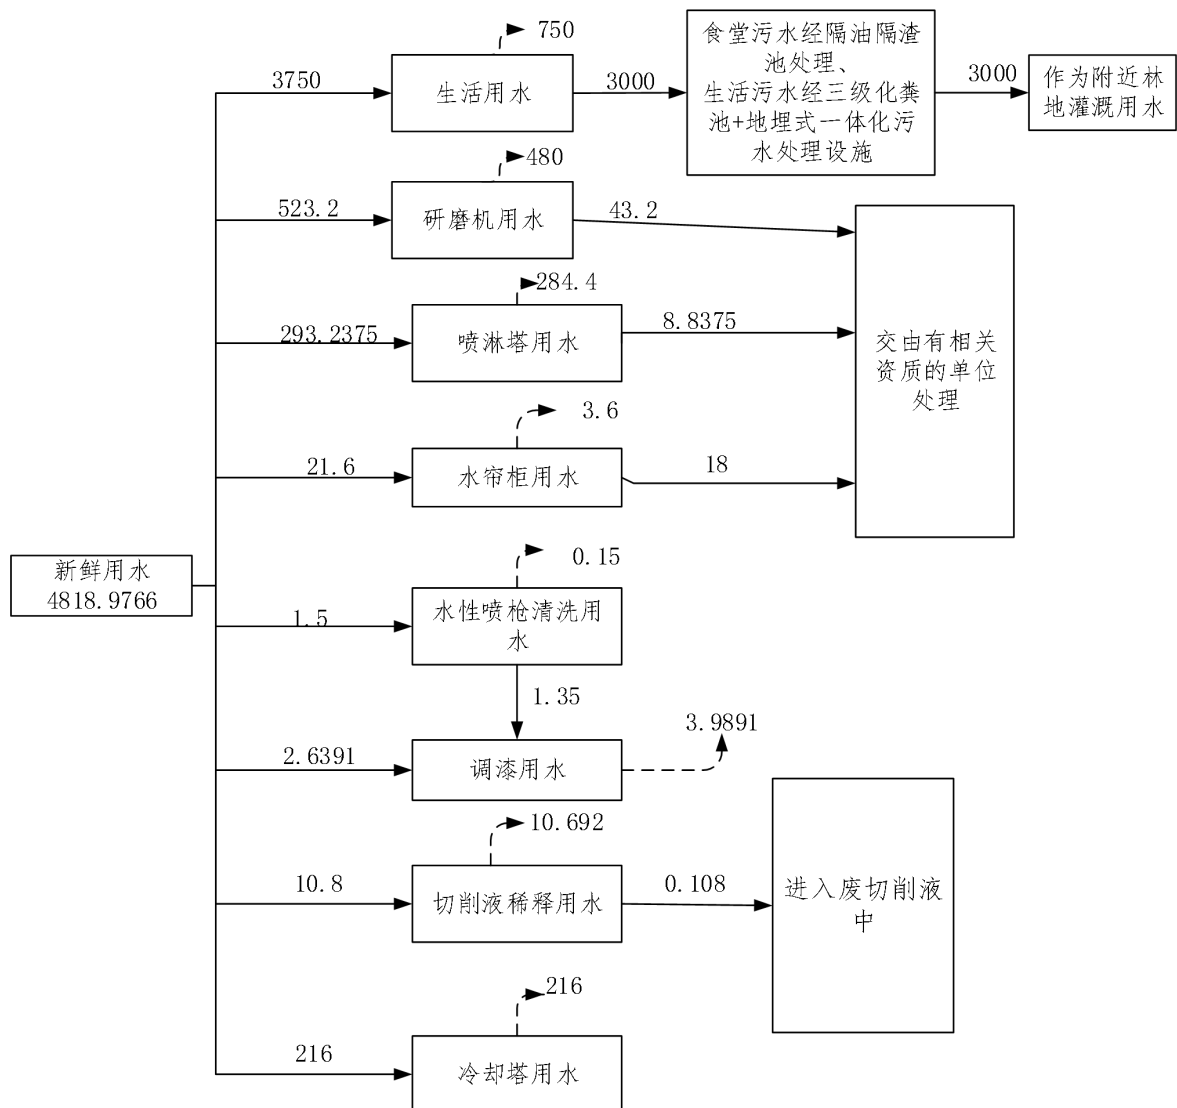 750
食堂污水经隔油隔渣
池处理、
生活污水经三级化粪
池+地埋式一体化污
水处理设施
3750
生活用水
3000
3000
作为附近林
地灌溉用水
480
523.2
研磨机用水
43.2
284.4
293.2375
喷淋塔用水
8.8375
交由有相关
资质的单位
处理
3.6
21.6
水帘柜用水
18
新鲜用水
4818.9766
0.15
1.5
水性喷枪清洗用
水
1.35
3.9891
2.6391
调漆用水
10.692
10.8
切削液稀释用水
0.108
进入废切削液
中
216
216
冷却塔用水